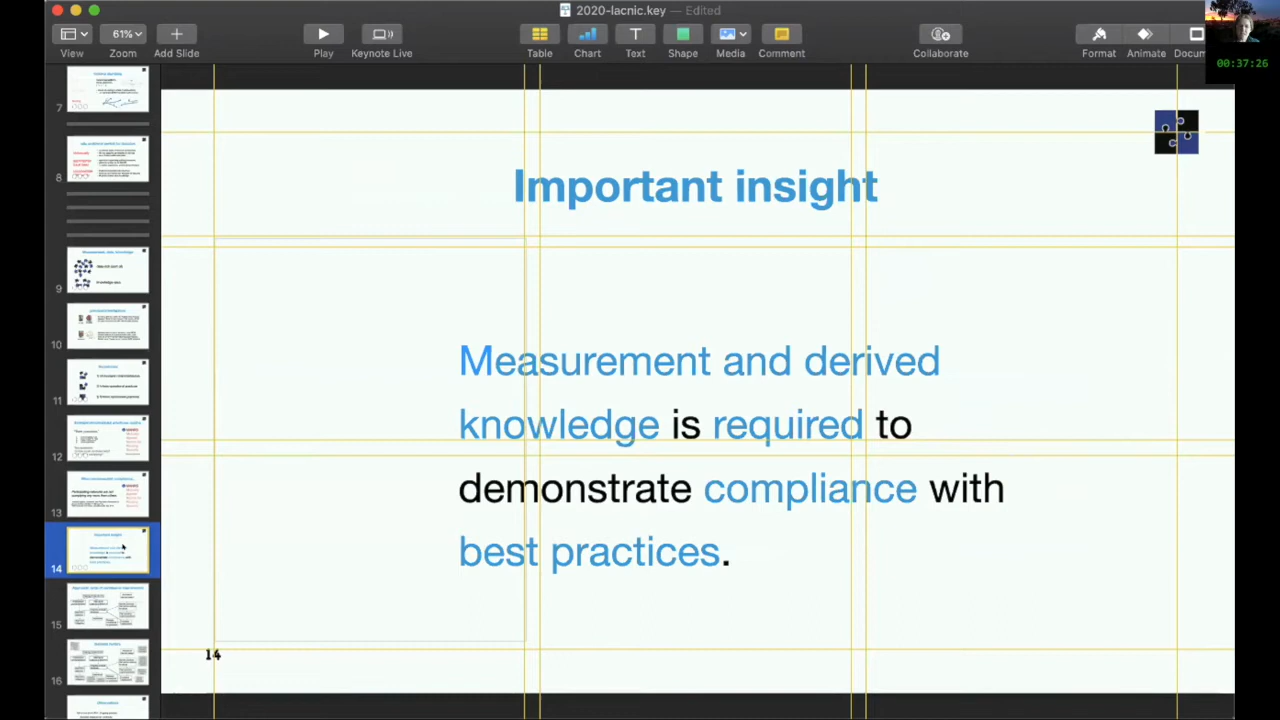 2020-lacnic.key — Edited
61%
View
Zoom
Add Slide
Play
Keynote Live
Table
Chart
Text
Shape
Media
Comment
Collaborate
Format
Animate
Docum
00:37:26
7
8
9
10
11
12
13
14
15
16
Important insight
Measurement and derived
knowledge is required to
demonstrate compliance with
best practices.
14